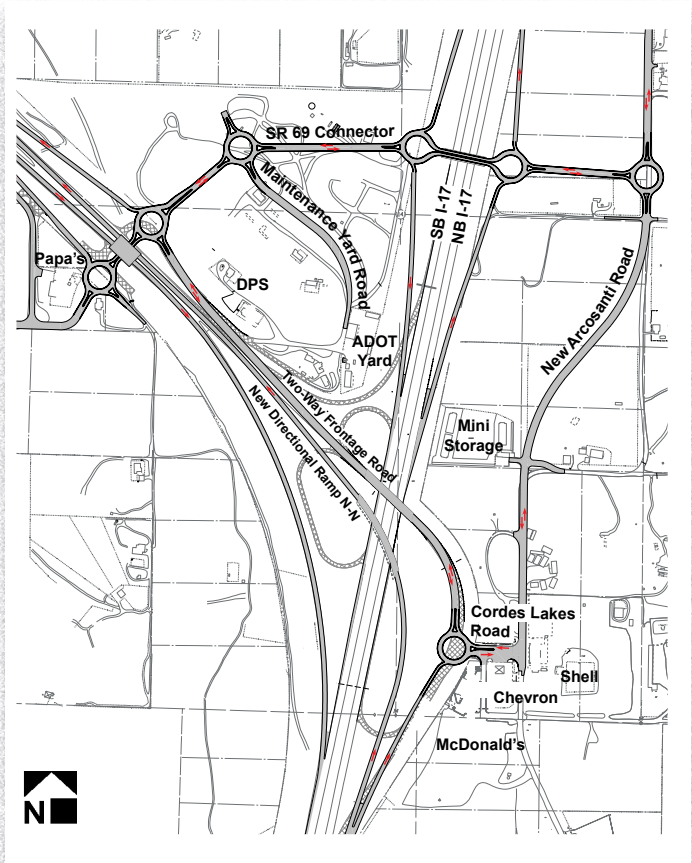 SR 69 Connector
Maintenance Yard Road
SB I-17
NB I-17
Papa's
DPS
New Arcosanti Road
ADOT
Yard
Two-Way Frontage Road
New Directional Ramp N-N
Mini
Storage
Cordes Lakes
Road
Shell
Chevron
McDonald's
N